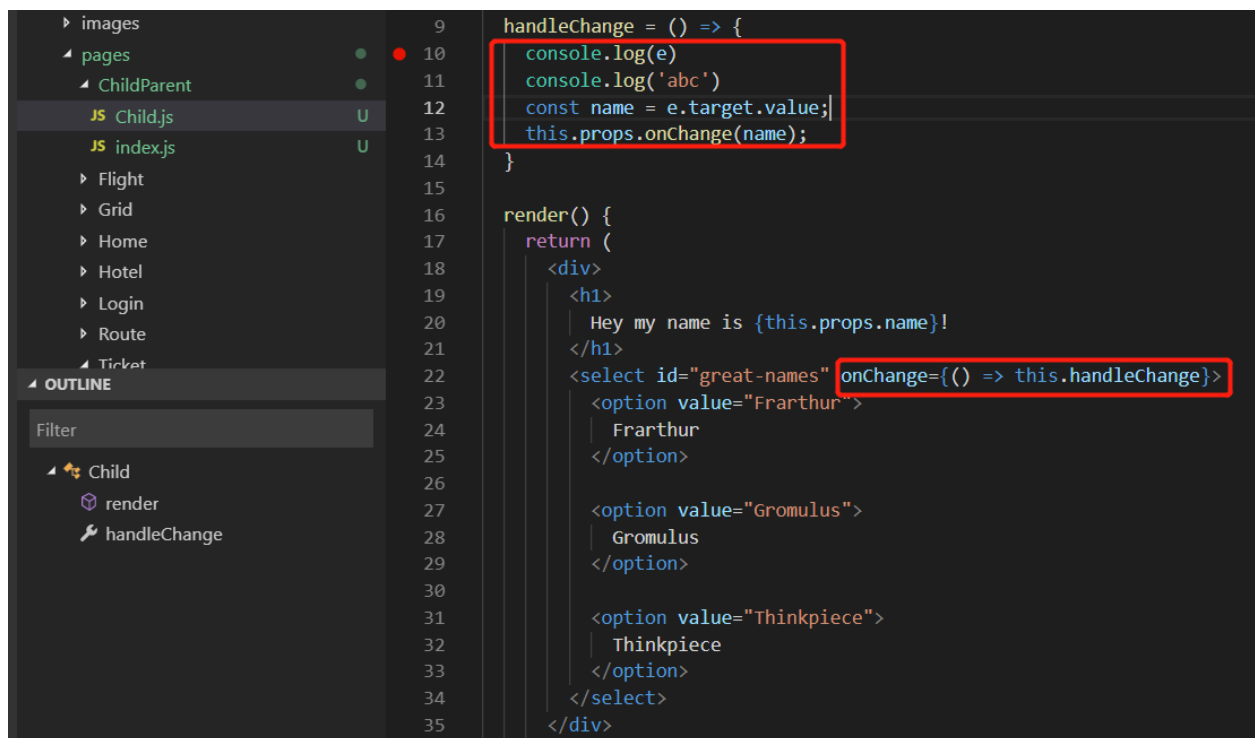 images
pages
ChildParent
JS Child.js U
JS index.js U
Flight
Grid
Home
Hotel
Login
Route
Ticket
OUTLINE
Filter
Child
render
handleChange
9 handleChange = () => {
10 console.log(e)
11 console.log('abc')
12 const name = e.target.value;
13 this.props.onChange(name);
14 }
15
16 render() {
17 return (
18 <div>
19 <h1>
20 Hey my name is {this.props.name}!
21 </h1>
22 <select id="great-names" onChange={() => this.handleChange}>
23 <option value="Frarthur">
24 Frarthur
25 </option>
26
27 <option value="Gromulus">
28 Gromulus
29 </option>
30
31 <option value="Thinkpiece">
32 Thinkpiece
33 </option>
34 </select>
35 </div>